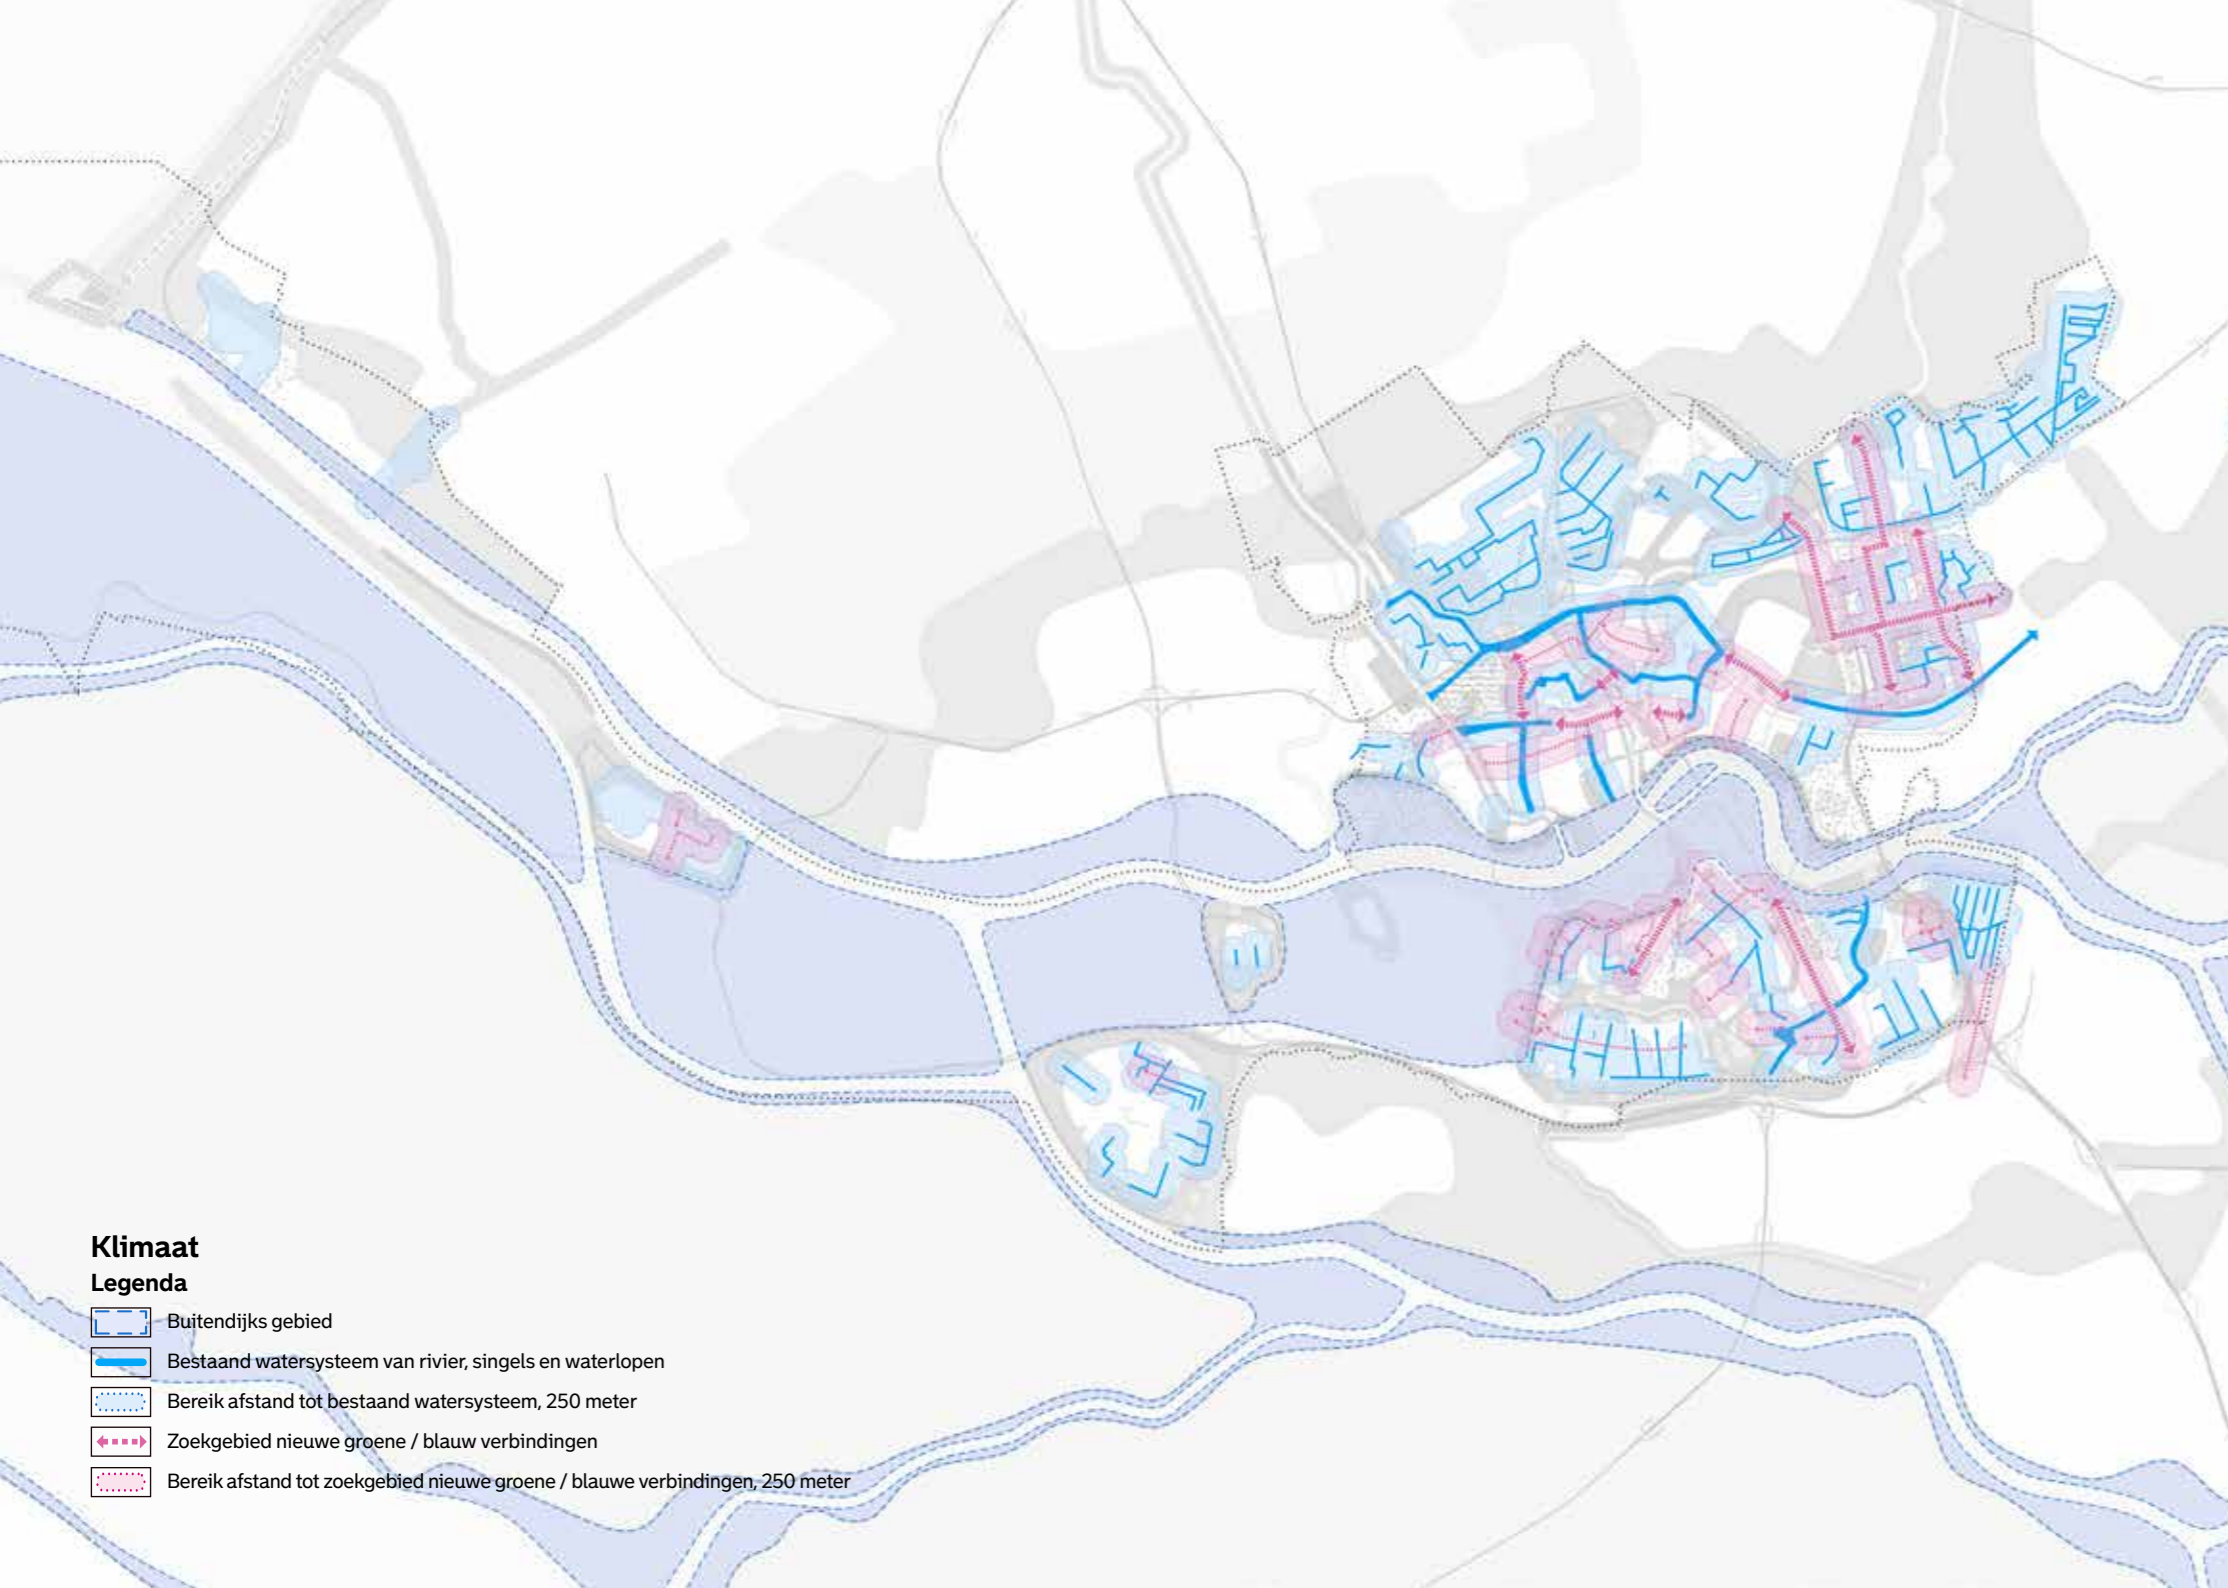 Klimaat
Legenda
Buitendijks gebied
Bestaand watersysteem van rivier, singels en waterlopen
Bereik afstand tot bestaand watersysteem, 250 meter
Zoekgebied nieuwe groene / blauw verbindingen
Bereik afstand tot zoekgebied nieuwe groene / blauwe verbindingen, 250 meter